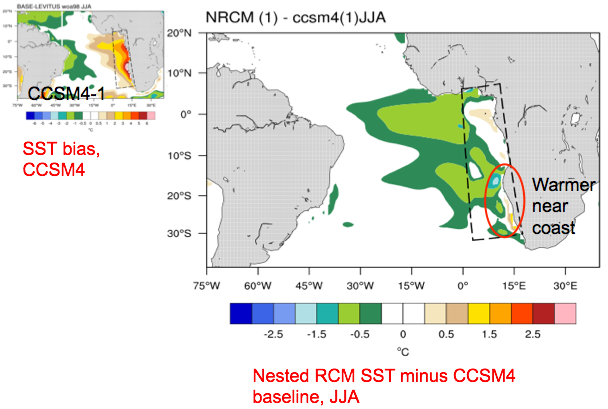 BASE-LEVITUS woa98 JJA
CCSM4-1
°C
SST bias,
CCSM4
NRCM (1) - ccsm4(1)JJA
20°N
10°N
0°
10°S
20°S
30°S
75°W 60°W 45°W 30°W 15°W 0° 15°E 30°E
Warmer
near
coast
-2.5 -1.5 -0.5 0 0.5 1.5 2.5
°C
Nested RCM SST minus CCSM4
baseline, JJA